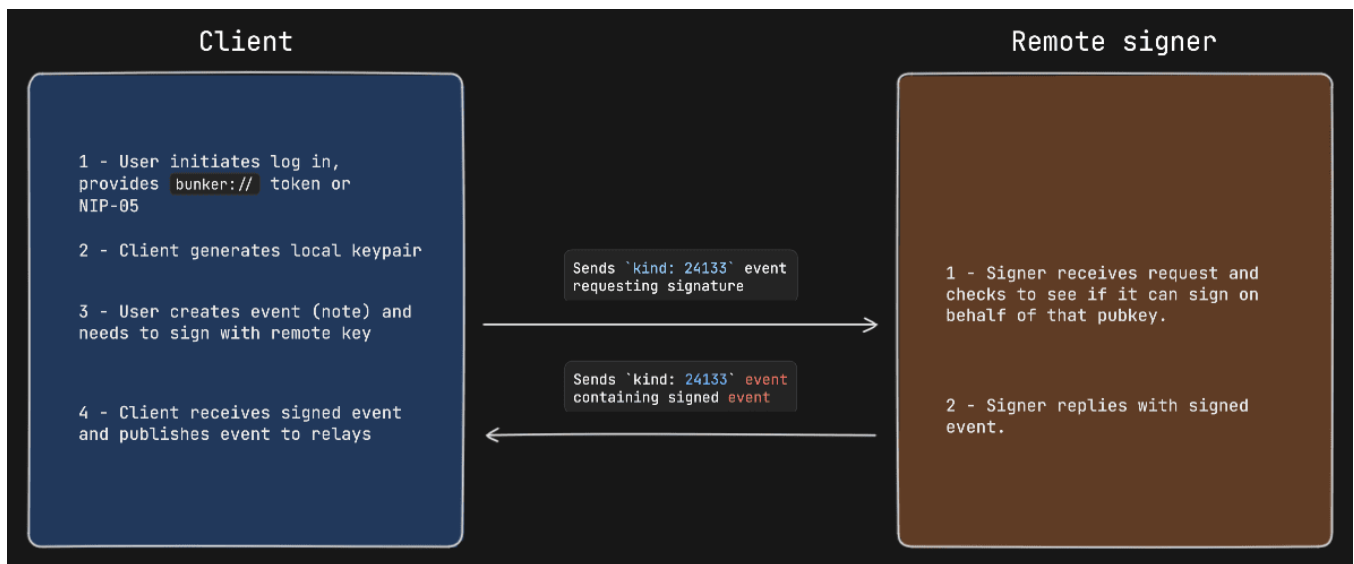 Client
1 - User initiates log in,
provides bunker:// token or
NIP-05
2 - Client generates local keypair
3 - User creates event (note) and
needs to sign with remote key
4 - Client receives signed event
and publishes event to relays
Sends `kind: 24133` event
requesting signature
Sends `kind: 24133` event
containing signed event
Remote signer
1 - Signer receives request and
checks to see if it can sign on
behalf of that pubkey.
2 - Signer replies with signed
event.